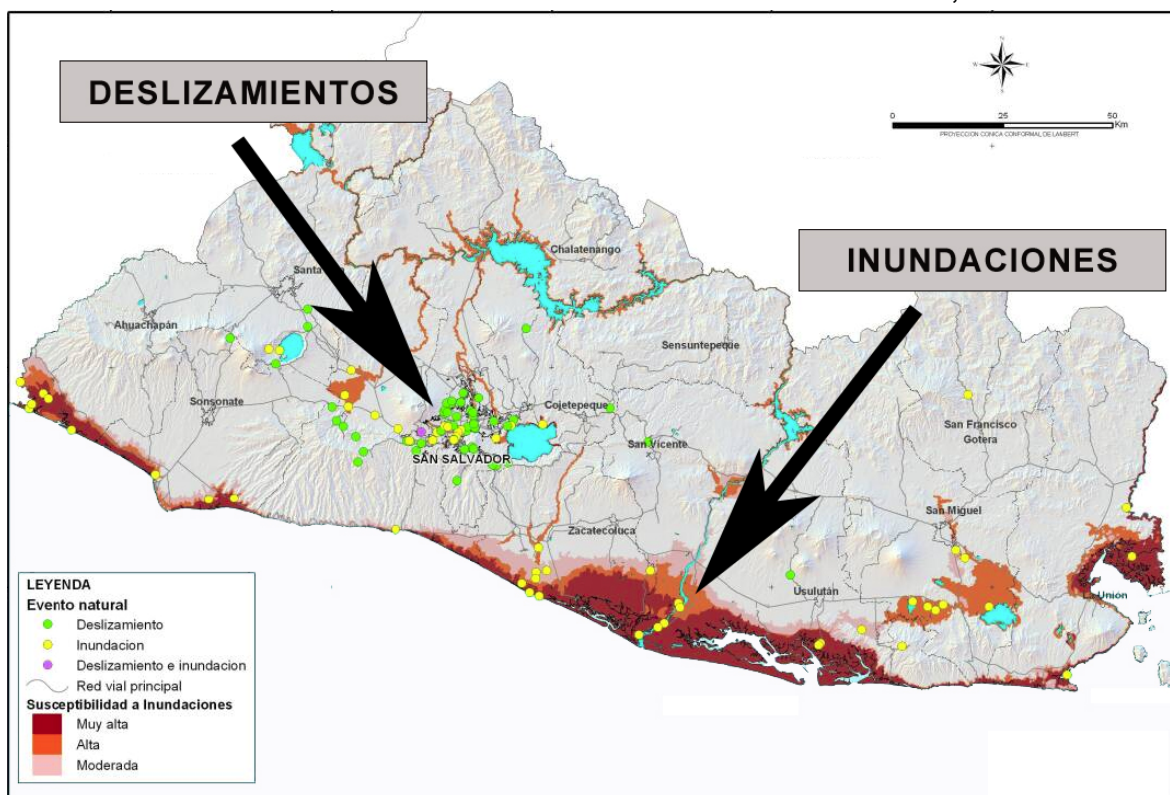 DESLIZAMIENTOS
N
W
E
S
0
25
50
Km
PROYECCION CONICA CONFORMAL DE LAMBERT
INUNDACIONES
Chalatenango
Santa
Ahuachapán
Sensuntepeque
Sonsonate
Cojetepeque
San Francisco
Gotera
San Vicente
SAN SALVADOR
San Miguel
Zacatecoluca
Usulután
La Unión
LEYENDA
Evento natural
Deslizamiento
Inundacion
Deslizamiento e inundacion
Red vial principal
Susceptibilidad a Inundaciones
Muy alta
Alta
Moderada